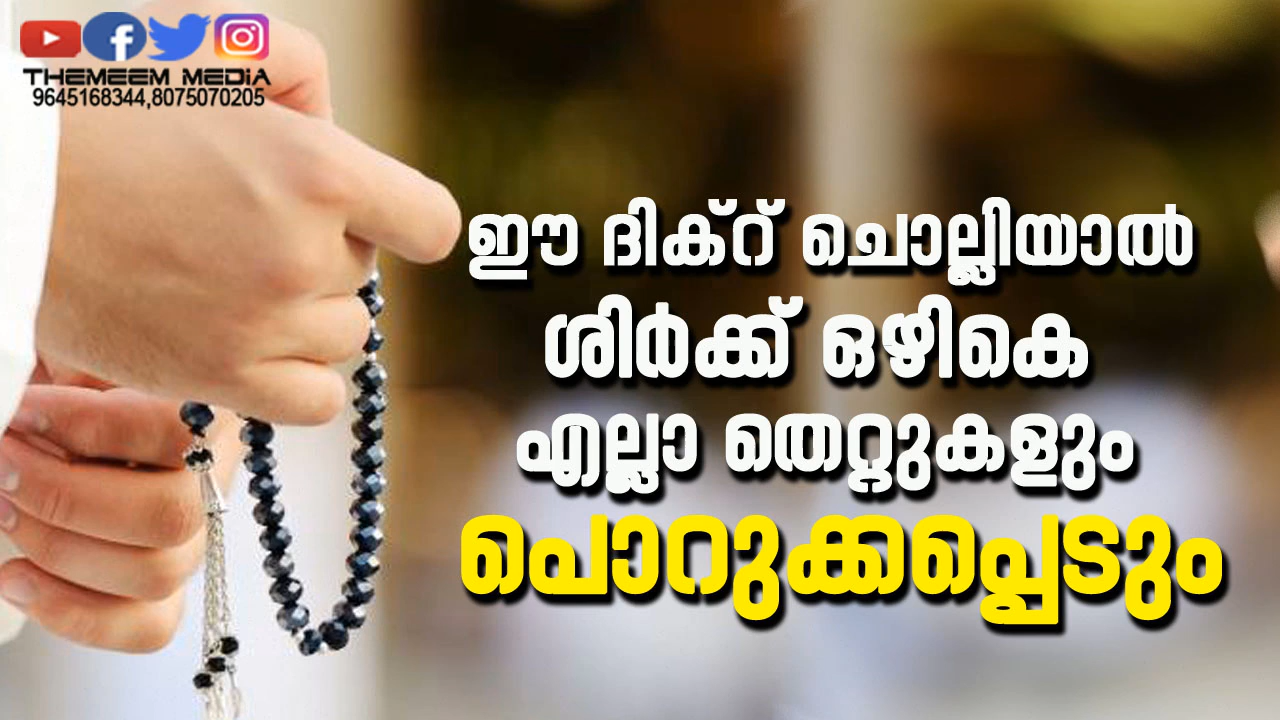 THEMEEM MEDIA
9645168344,8075070205
ഈ ദിക്റ് ചൊല്ലിയാൽ
ശിർക്ക് ഒഴികെ
എല്ലാ തെറ്റുകളും
പൊറുക്കപ്പെടും